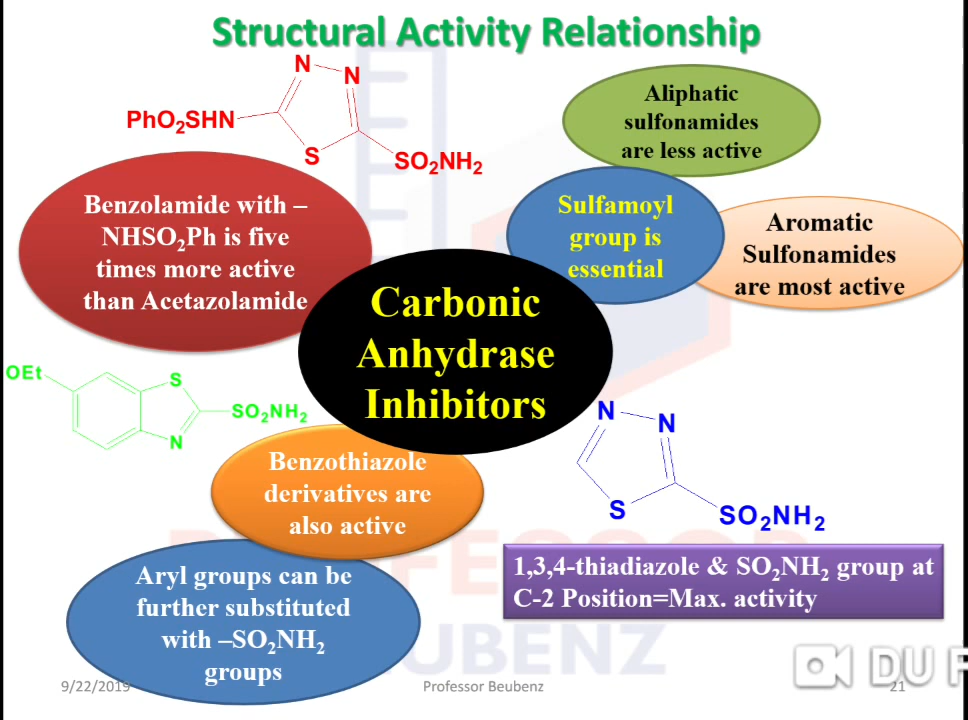 Structural Activity Relationship
N
N
PhO₂SHN
S
SO₂NH₂
Aliphatic
sulfonamides
are less active
Sulfamoyl
group is
essential
Aromatic
Sulfonamides
are most active
Benzolamide with –
NHSO₂Ph is five
times more active
than Acetazolamide
Carbonic
Anhydrase
Inhibitors
OEt
S
SO₂NH₂
N
Benzothiazole
derivatives are
also active
N
N
S
SO₂NH₂
1,3,4-thiadiazole & SO₂NH₂ group at
C-2 Position=Max. activity
Aryl groups can be
further substituted
with –SO₂NH₂
groups
9/22/2019
Professor Beubenz
21
DU